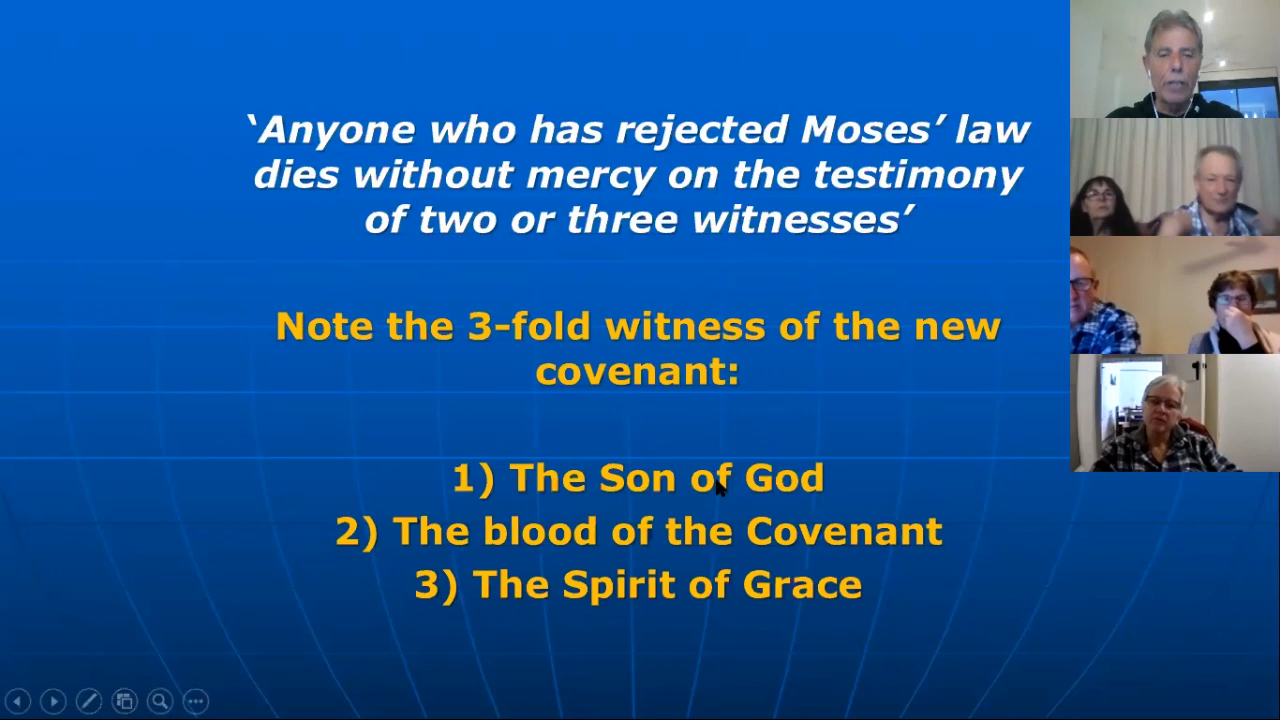 ‘Anyone who has rejected Moses’ law
dies without mercy on the testimony
of two or three witnesses’
Note the 3-fold witness of the new
covenant:
1) The Son of God
2) The blood of the Covenant
3) The Spirit of Grace